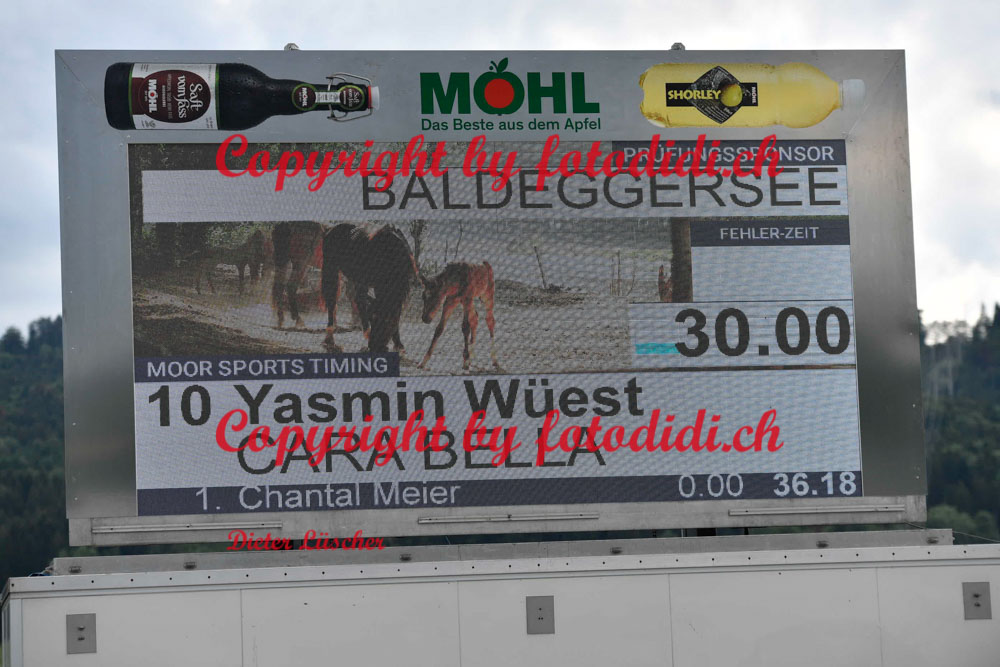 Saft vom fass MÖHL
MÖHL
Das Beste aus dem Apfel
SHORLEY
MÖHL
Copyright by fotodidi.ch
PRÜFUNGSSPONSOR
BALDEGGERSEE
FEHLER-ZEIT
30.00
MOOR SPORTS TIMING
10 Yasmin Wüest
Copyright by fotodidi.ch
CARA BELLA
1. Chantal Meier 0.00 36.18
Dieter Lüscher